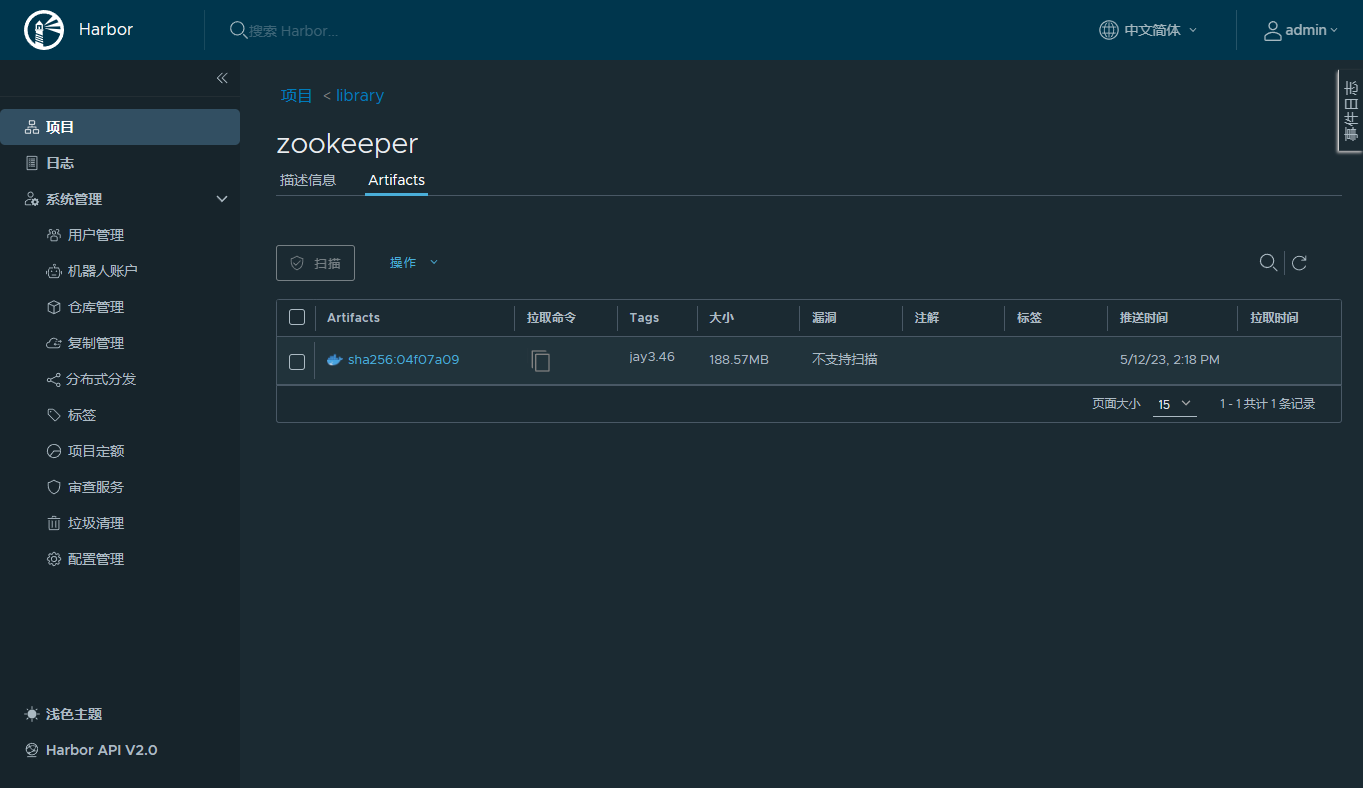 Harbor
搜索 Harbor...
中文简体
admin
事件日志
项目
日志
系统管理
用户管理
机器人账户
仓库管理
复制管理
分布式分发
标签
项目定额
审查服务
垃圾清理
配置管理
浅色主题
Harbor API V2.0
项目 < library
zookeeper
描述信息 Artifacts
扫描 操作
Artifacts 拉取命令 Tags 大小 漏洞 注解 标签 推送时间 拉取时间
sha256:04f07a09 jay3.46 188.57MB 不支持扫描 5/12/23, 2:18 PM
页面大小 15 1 - 1 共计 1 条记录